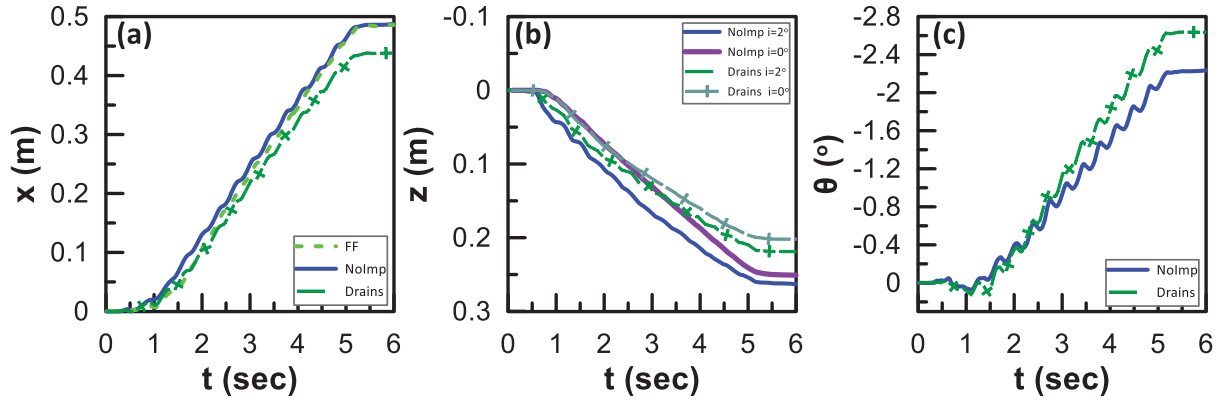 (a)
0.5
0.4
0.3
0.2
0.1
0
x (m)
FF
NoImp
Drains
0 1 2 3 4 5 6
t (sec)
(b)
-0.1
0
0.1
0.2
0.3
z (m)
NoImp i=2°
NoImp i=0°
Drains i=2°
Drains i=0°
0 1 2 3 4 5 6
t (sec)
(c)
-2.8
-2.4
-2
-1.6
-1.2
-0.8
-0.4
0
θ (°)
NoImp
Drains
0 1 2 3 4 5 6
t (sec)